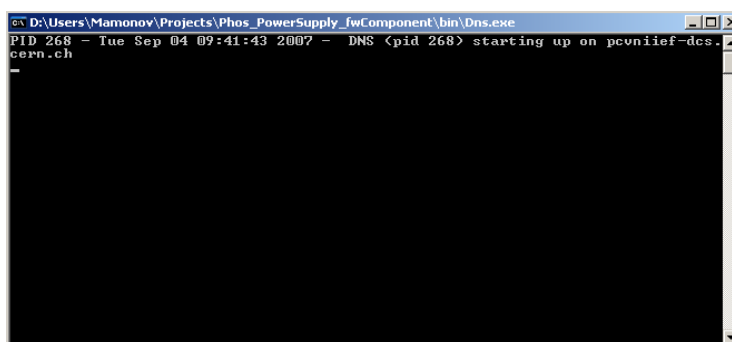 D:\Users\Mamonov\Projects\Phos_PowerSupply_fwComponent\bin\Dns.exe
PID 268 - Tue Sep 04 09:41:43 2007 -  DNS (pid 268) starting up on pcvniief-dcs.
cern.ch